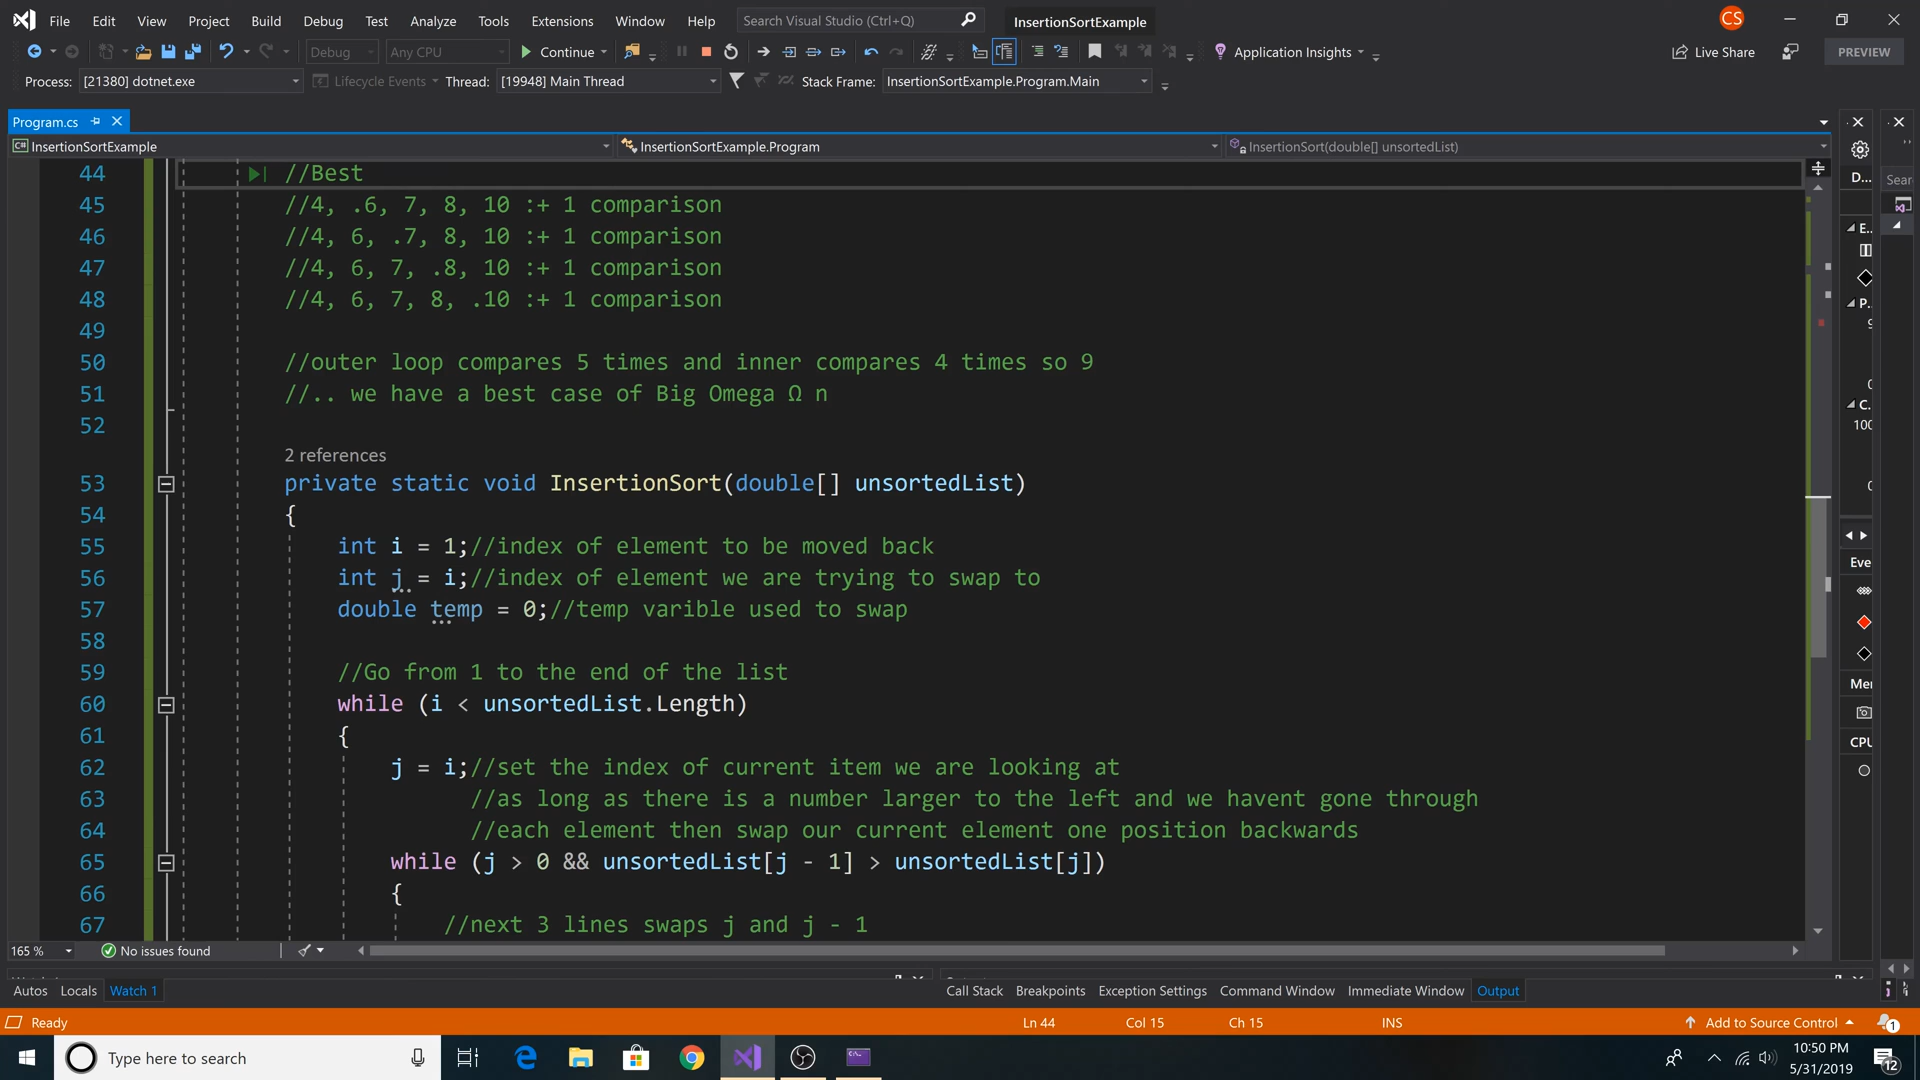 File Edit View Project Build Debug Test Analyze Tools Extensions Window Help Search Visual Studio (Ctrl+Q) InsertionSortExample CS
Debug Any CPU Continue Application Insights Live Share PREVIEW
Process: [21380] dotnet.exe Lifecycle Events Thread: [19948] Main Thread Stack Frame: InsertionSortExample.Program.Main
Program.cs
InsertionSortExample InsertionSortExample.Program InsertionSort(double[] unsortedList)
44 //Best
45 //4, .6, 7, 8, 10 :+ 1 comparison
46 //4, 6, .7, 8, 10 :+ 1 comparison
47 //4, 6, 7, .8, 10 :+ 1 comparison
48 //4, 6, 7, 8, .10 :+ 1 comparison
49
50 //outer loop compares 5 times and inner compares 4 times so 9
51 //.. we have a best case of Big Omega Ω n
52
2 references
53 private static void InsertionSort(double[] unsortedList)
54 {
55 int i = 1;//index of element to be moved back
56 int j = i;//index of element we are trying to swap to
57 double temp = 0;//temp varible used to swap
58
59 //Go from 1 to the end of the list
60 while (i < unsortedList.Length)
61 {
62 j = i;//set the index of current item we are looking at
63 //as long as there is a number larger to the left and we havent gone through
64 //each element then swap our current element one position backwards
65 while (j > 0 && unsortedList[j - 1] > unsortedList[j])
66 {
67 //next 3 lines swaps j and j - 1
D...
Sear
E..
P..
C.
100
Eve
Mer
CPU
165 % No issues found
Autos Locals Watch 1 Call Stack Breakpoints Exception Settings Command Window Immediate Window Output
Ready Ln 44 Col 15 Ch 15 INS Add to Source Control 1
Type here to search 10:50 PM
5/31/2019 12